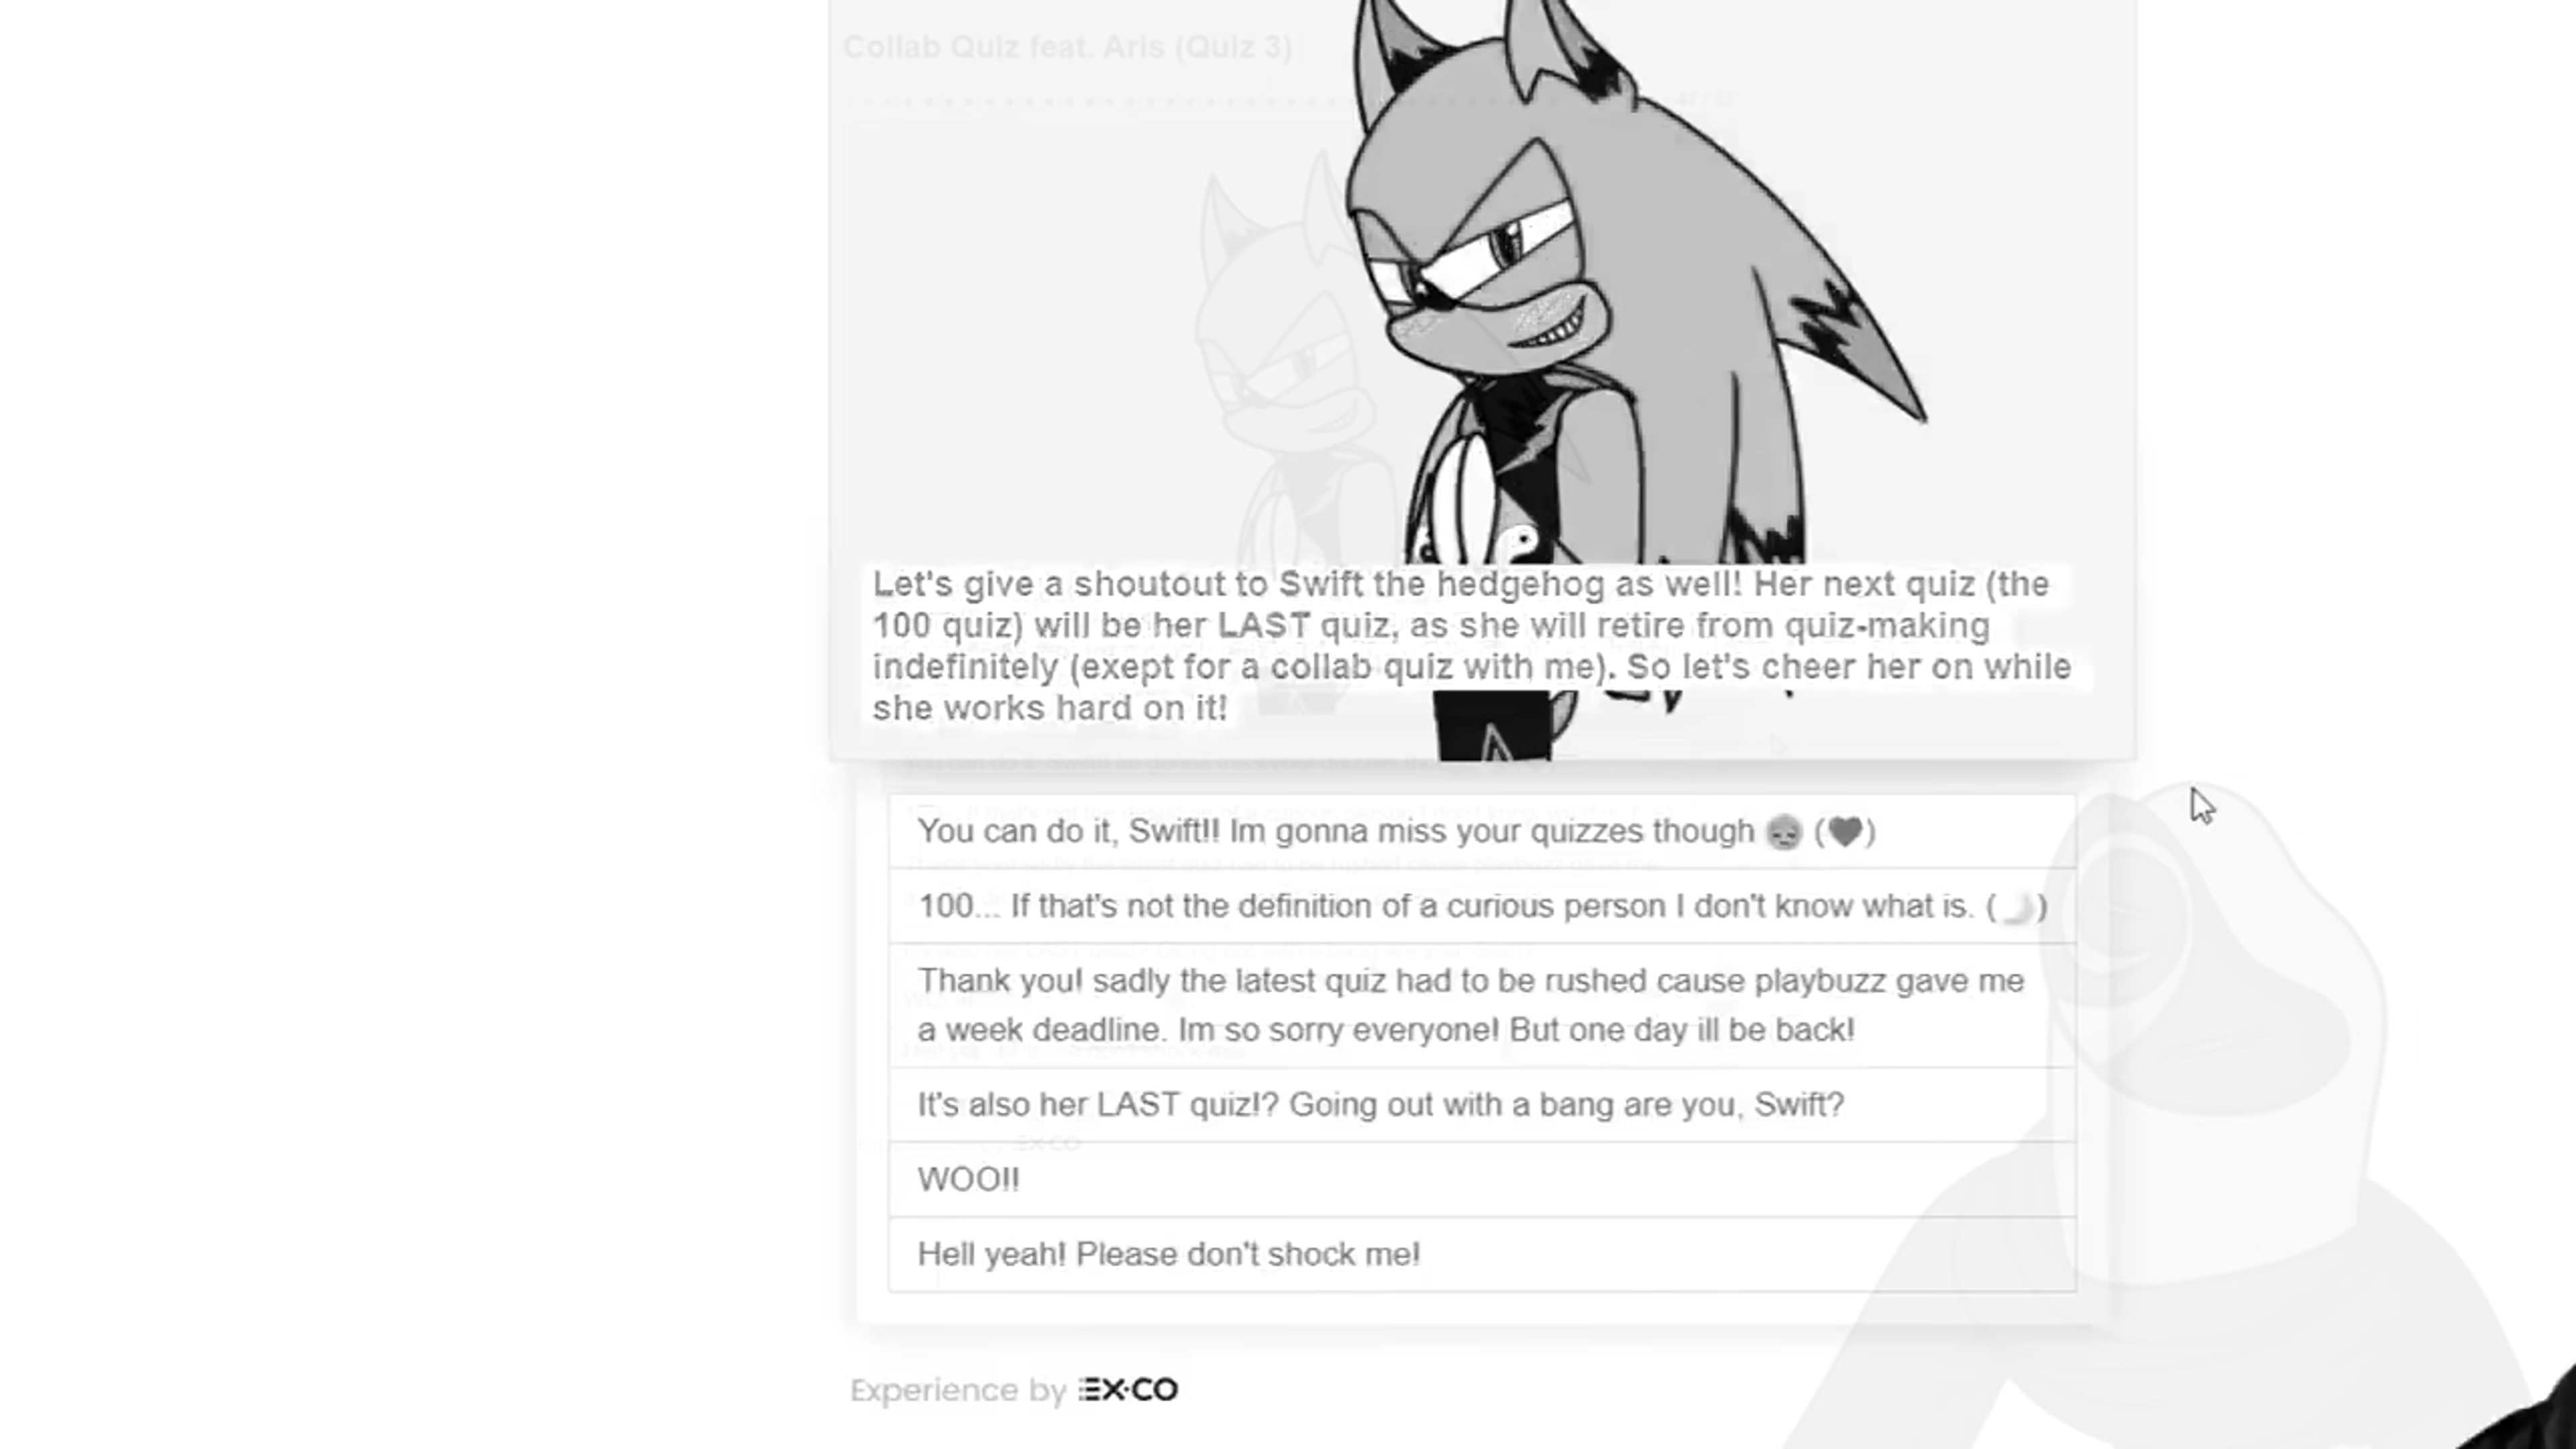 Collab Quiz feat. Aris (Quiz 3)
Let's give a shoutout to Swift the hedgehog as well! Her next quiz (the
100 quiz) will be her LAST quiz, as she will retire from quiz-making
indefinitely (exept for a collab quiz with me). So let's cheer her on while
she works hard on it!
You can do it, Swift!! Im gonna miss your quizzes though 😞 (❤)
100... If that's not the definition of a curious person I don't know what is. (🌙)
Thank you! sadly the latest quiz had to be rushed cause playbuzz gave me
a week deadline. Im so sorry everyone! But one day ill be back!
It's also her LAST quiz!? Going out with a bang are you, Swift?
WOO!!
Hell yeah! Please don't shock me!
Experience by EX·CO